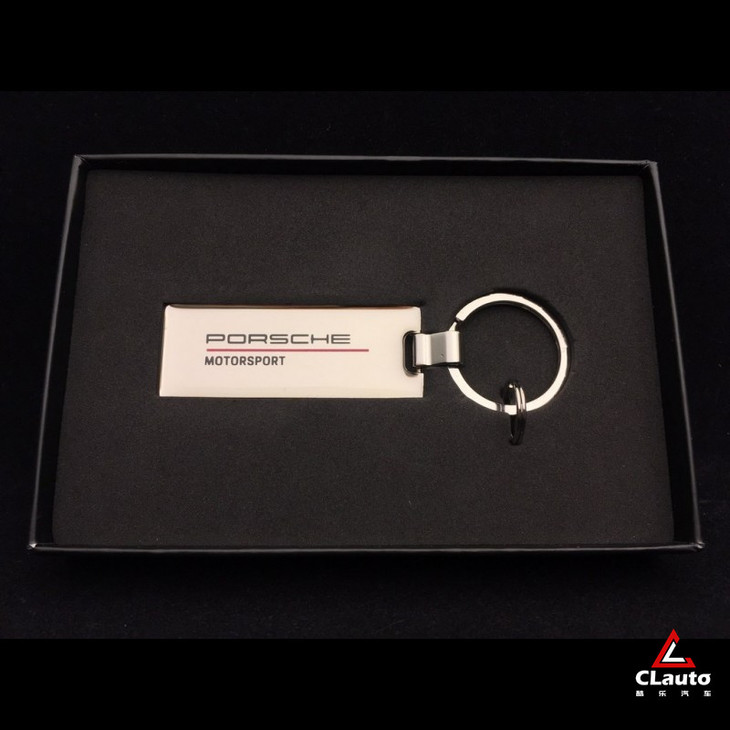 PORSCHE
MOTORSPORT
CLauto
酷乐汽车